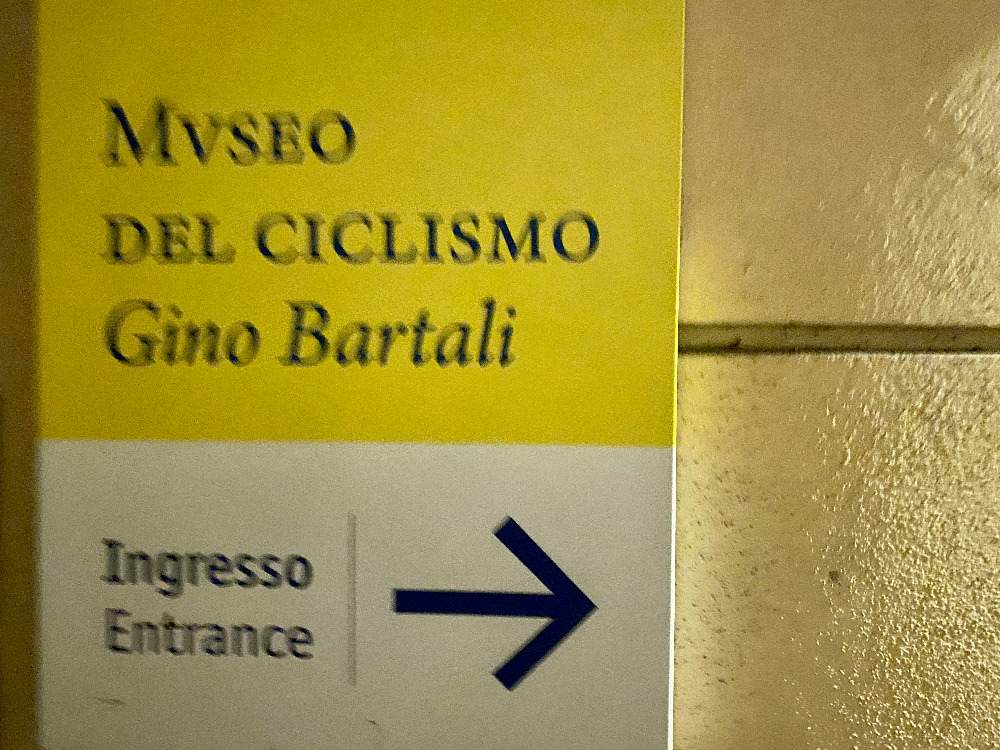 MVSEO
DEL CICLISMO
Gino Bartali
Ingresso
Entrance